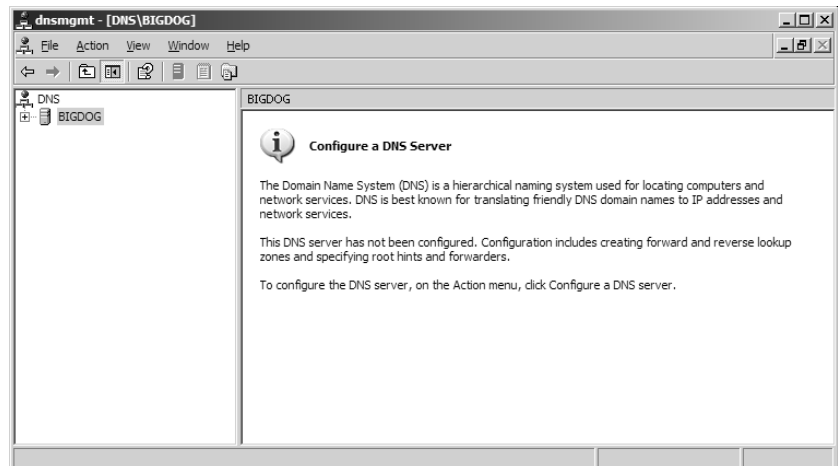 dnsmgmt - [DNS\BIGDOG]
File Action View Window Help
DNS
BIGDOG
BIGDOG
Configure a DNS Server
The Domain Name System (DNS) is a hierarchical naming system used for locating computers and
network services. DNS is best known for translating friendly DNS domain names to IP addresses and
network services.
This DNS server has not been configured. Configuration includes creating forward and reverse lookup
zones and specifying root hints and forwarders.
To configure the DNS server, on the Action menu, click Configure a DNS server.